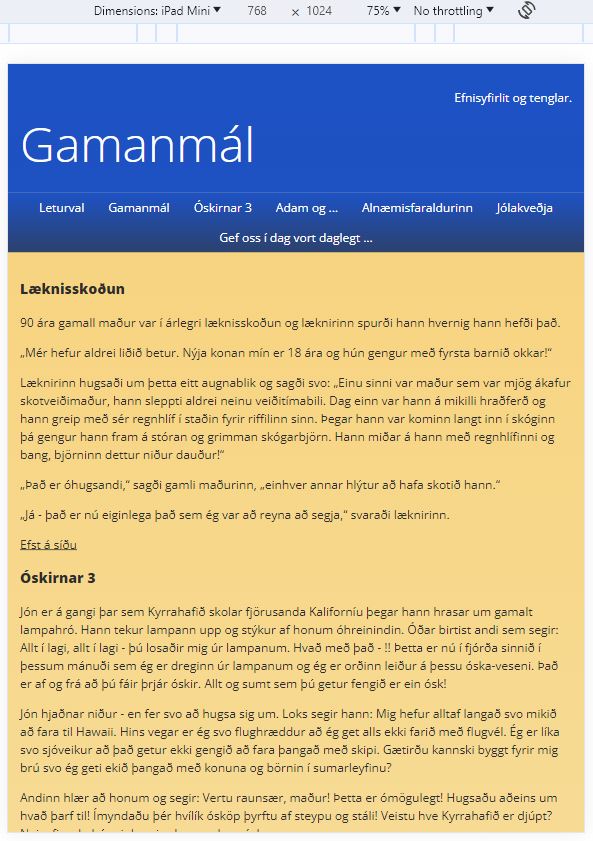 Dimensions: iPad Mini 768 × 1024 75% No throttling
Efnisyfirlit og tenglar.
Gamanmál
Leturval Gamanmál Óskirnar 3 Adam og ... Alnæmisfaraldurinn Jólakveðja
Gef oss í dag vort daglegt ...
Læknisskoðun
90 ára gamall maður var í árlegri læknisskoðun og læknirinn spurði hann hvernig hann hefði það.
„Mér hefur aldrei liðið betur. Nýja konan mín er 18 ára og hún gengur með fyrsta barnið okkar!“
Læknirinn hugsaði um þetta eitt augnablik og sagði svo: „Einu sinni var maður sem var mjög ákafur
skotveiðimaður, hann sleppti aldrei neinu veiðitímabili. Dag einn var hann á mikilli hraðferð og
hann greip með sér regnhlíf í staðin fyrir riffilinn sinn. Þegar hann var kominn langt inn í skóginn
þá gengur hann fram á stóran og grimman skógarbjörn. Hann miðar á hann með regnhlífinni og
bang, björninn dettur niður dauður!“
„Það er óhugsandi,“ sagði gamli maðurinn, „einhver annar hlýtur að hafa skotið hann.“
„Já - það er nú eiginlega það sem ég var að reyna að segja,“ svaraði læknirinn.
Efst á síðu
Óskirnar 3
Jón er á gangi þar sem Kyrrahafið skolar fjörusanda Kaliforníu þegar hann hrasar um gamalt
lampahró. Hann tekur lampann upp og stýkur af honum óhreinindin. Óðar birtist andi sem segir:
Allt í lagi, allt í lagi - þú losaðir mig úr lampanum. Hvað með það - !! Þetta er nú í fjórða sinnið í
þessum mánuði sem ég er dreginn úr lampanum og ég er orðinn leiður á þessu óska-veseni. Það
er af og frá að þú fáir þrjár óskir. Allt og sumt sem þú getur fengið er ein ósk!
Jón hjaðnar niður - en fer svo að hugsa sig um. Loks segir hann: Mig hefur alltaf langað svo mikið
að fara til Hawaii. Hins vegar er ég svo flughræddur að ég get alls ekki farið með flugvél. Ég er líka
svo sjóveikur að það getur ekki gengið að fara þangað með skipi. Gætirðu kannski byggt fyrir mig
brú svo ég geti ekið þangað með konuna og börnin í sumarleyfinu?
Andinn hlær að honum og segir: Vertu raunsær, maður! Þetta er ómögulegt! Hugsaðu aðeins um
hvað þarf til! Ímyndaðu þér hvílík ósköp þyrftu af steypu og stáli! Veistu hve Kyrrahafið er djúpt?